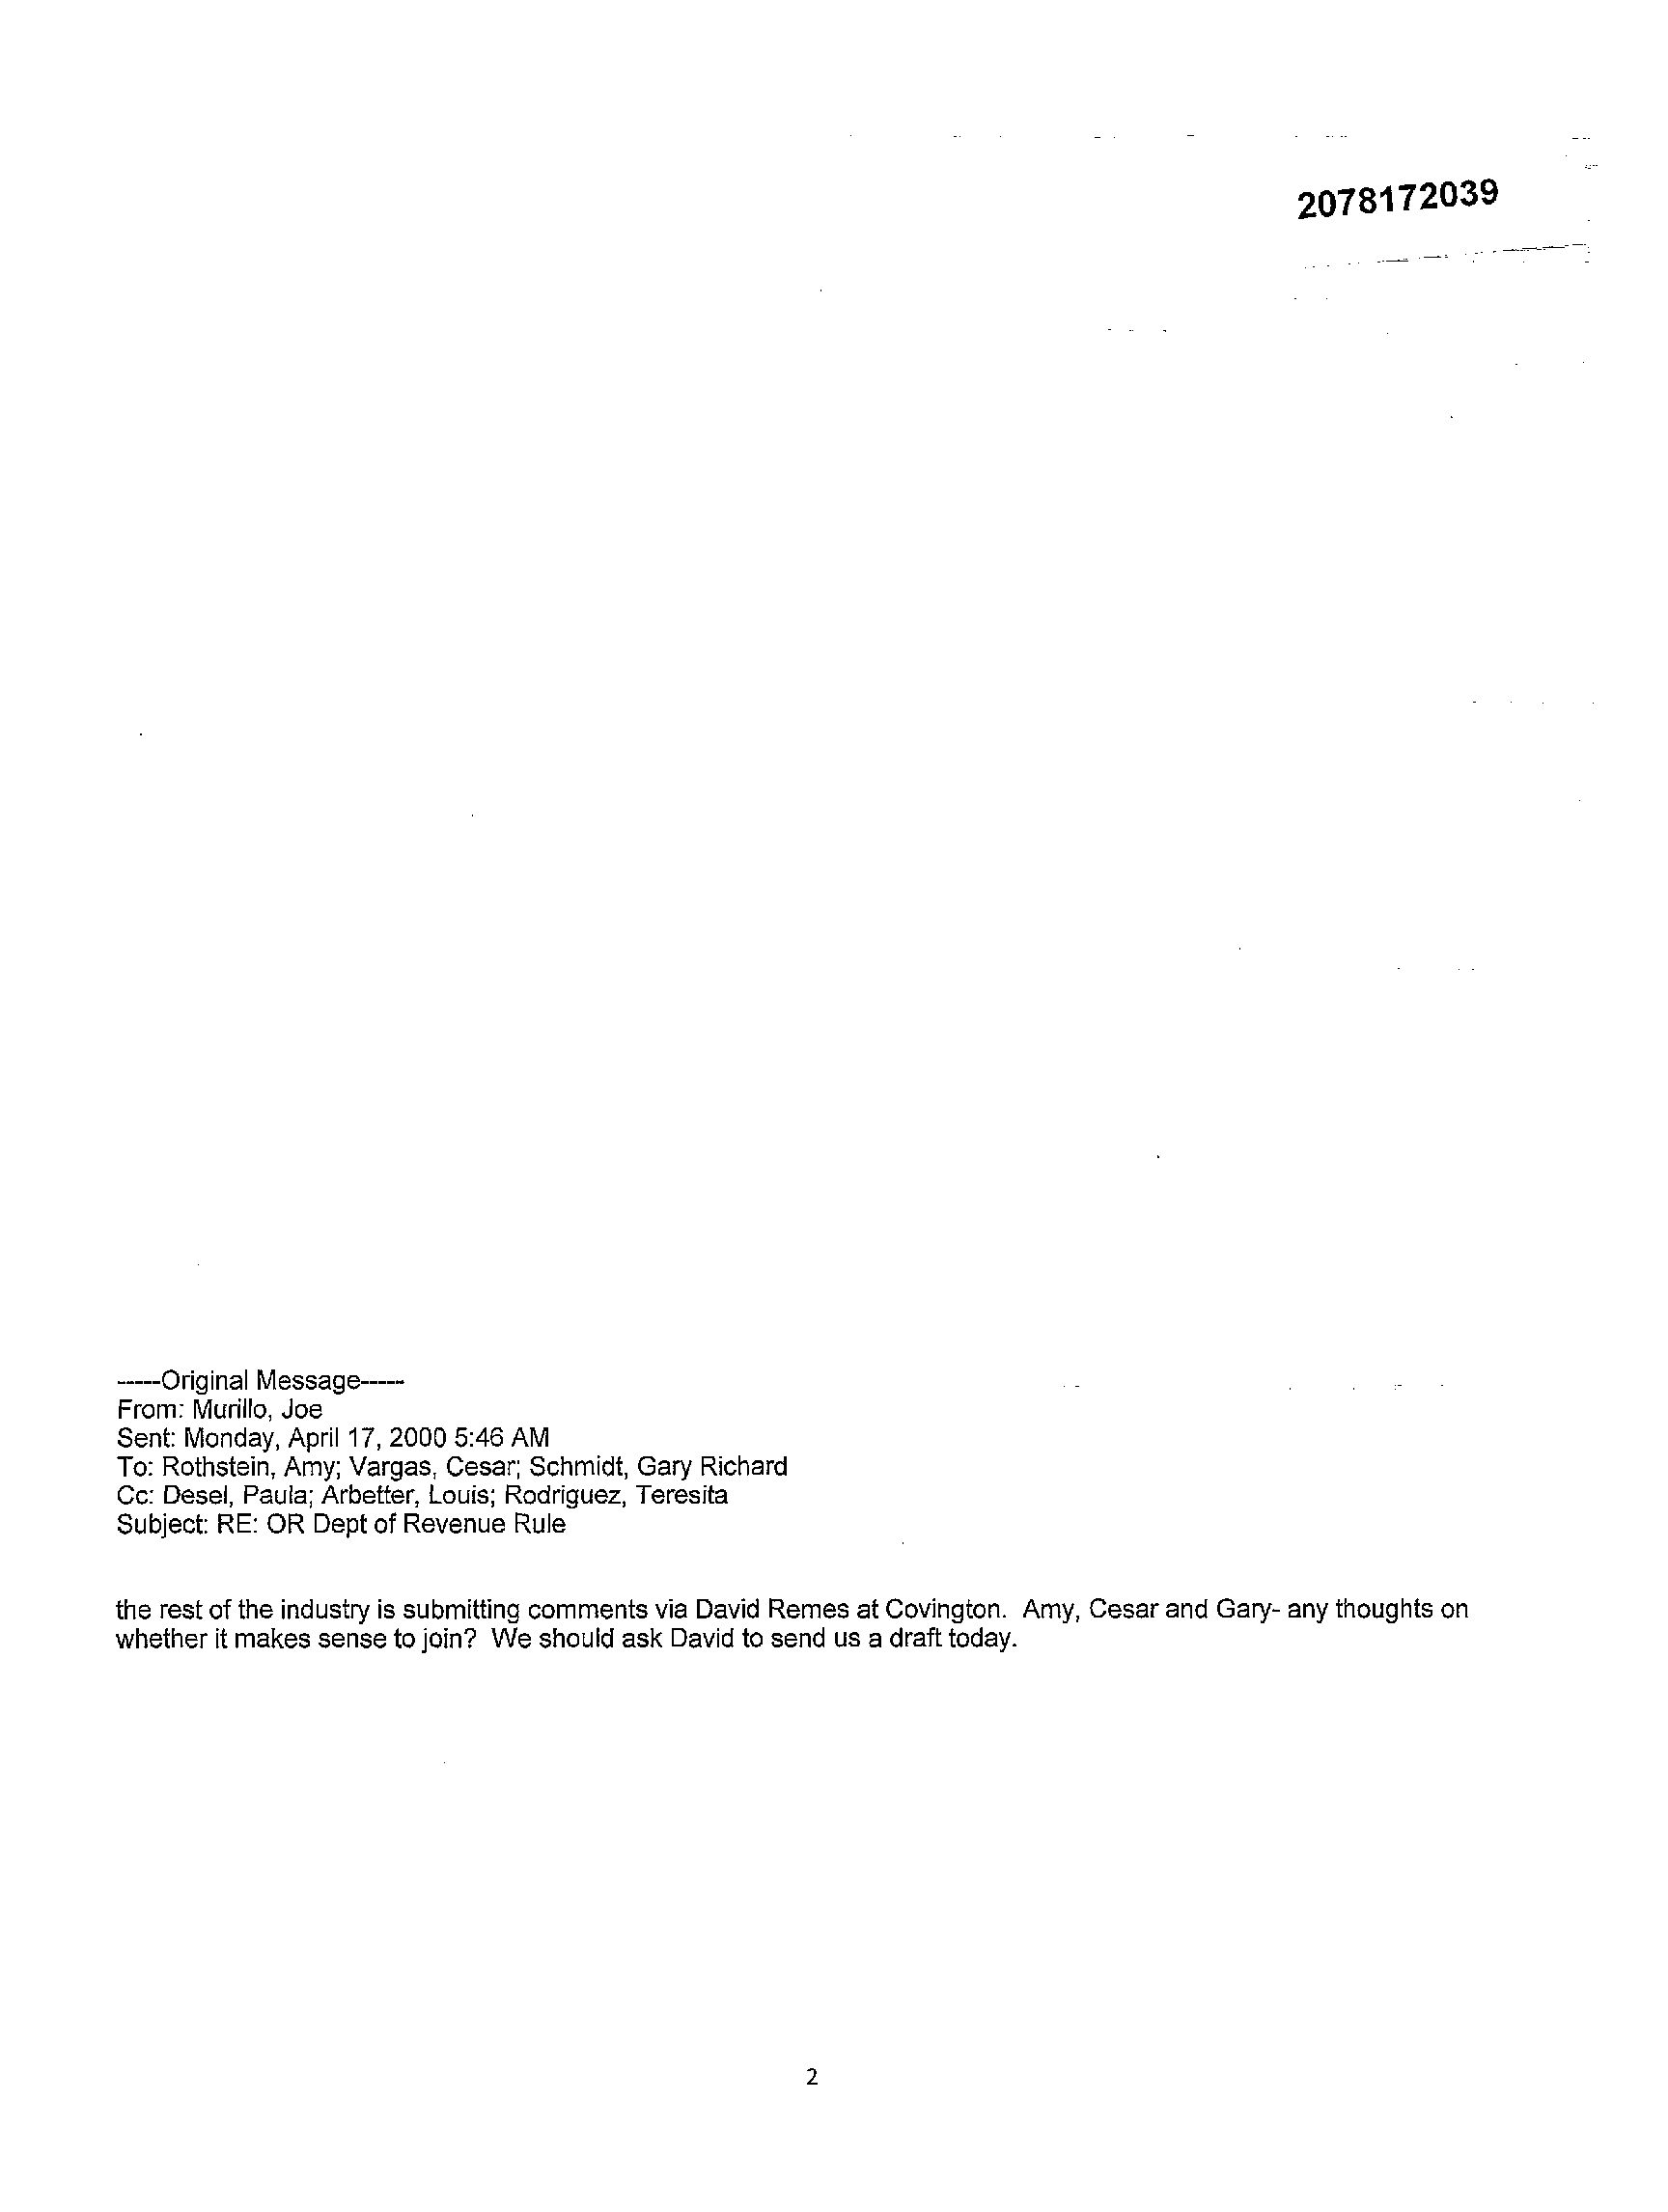 2078172039
-----Original Message-----
From: Murillo, Joe
Sent: Monday, April 17, 2000 5:46 AM
To: Rothstein, Amy; Vargas, Cesar; Schmidt, Gary Richard
Cc: Desel, Paula; Arbetter, Louis; Rodriguez, Teresita
Subject: RE: OR Dept of Revenue Rule
the rest of the industry is submitting comments via David Remes at Covington.  Amy, Cesar and Gary- any thoughts on
whether it makes sense to join?  We should ask David to send us a draft today.
2